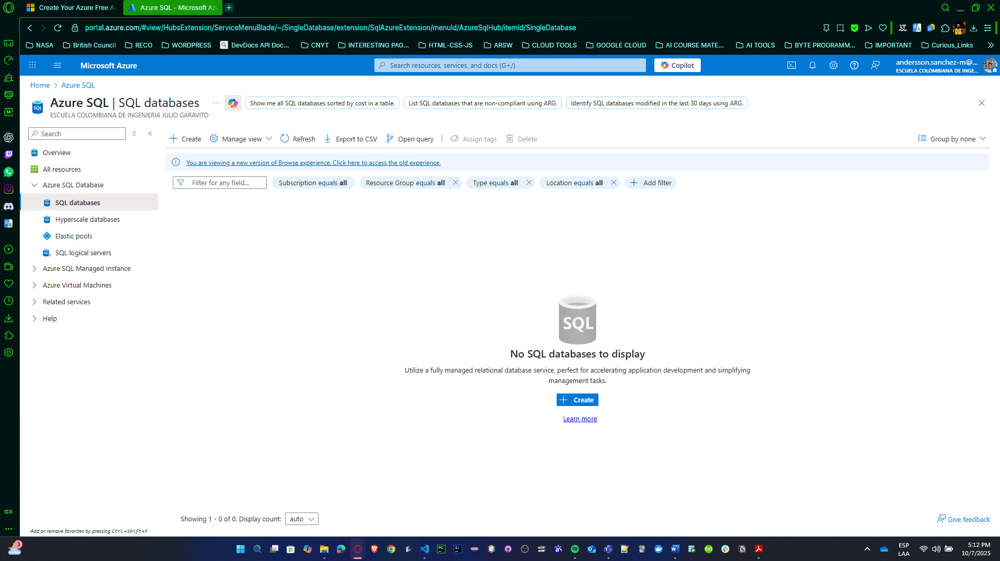 Create Your Azure Free Ac
Azure SQL - Microsoft Az
portal.azure.com/#view/HubsExtension/ServiceMenuBlade/~/SingleDatabase/extension/SqlAzureExtension/menuId/AzureSqlHub/itemId/SingleDatabase
NASA
British Council
RECO
WORDPRESS
DevDocs API Doc...
CNYT
INTERESTING PAG...
HTML-CSS-JS
ARSW
CLOUD TOOLS
GOOGLE CLOUD
AI COURSE MATE...
AI TOOLS
BYTE PROGRAMM...
IMPORTANT
Curious_Links
Microsoft Azure
Search resources, services, and docs (G+/)
Copilot
andersson.sanchez-m@...
ESCUELA COLOMBIANA DE INGE...
Home > Azure SQL
Azure SQL | SQL databases
ESCUELA COLOMBIANA DE INGENIERIA JULIO GARAVITO
Show me all SQL databases sorted by cost in a table.
List SQL databases that are non-compliant using ARG.
Identify SQL databases modified in the last 30 days using ARG.
Search
Overview
All resources
Azure SQL Database
SQL databases
Hyperscale databases
Elastic pools
SQL logical servers
Azure SQL Managed Instance
Azure Virtual Machines
Related services
Help
Create
Manage view
Refresh
Export to CSV
Open query
Assign tags
Delete
Group by none
You are viewing a new version of Browse experience. Click here to access the old experience.
Filter for any field...
Subscription equals all
Resource Group equals all
Type equals all
Location equals all
Add filter
SQL
No SQL databases to display
Utilize a fully managed relational database service, perfect for accelerating application development and simplifying
management tasks.
Create
Learn more
Showing 1 - 0 of 0. Display count: auto
Give feedback
GX
Add or remove favorites by pressing Ctrl+Shift+F
3
ESP
LAA
5:12 PM
10/7/2025